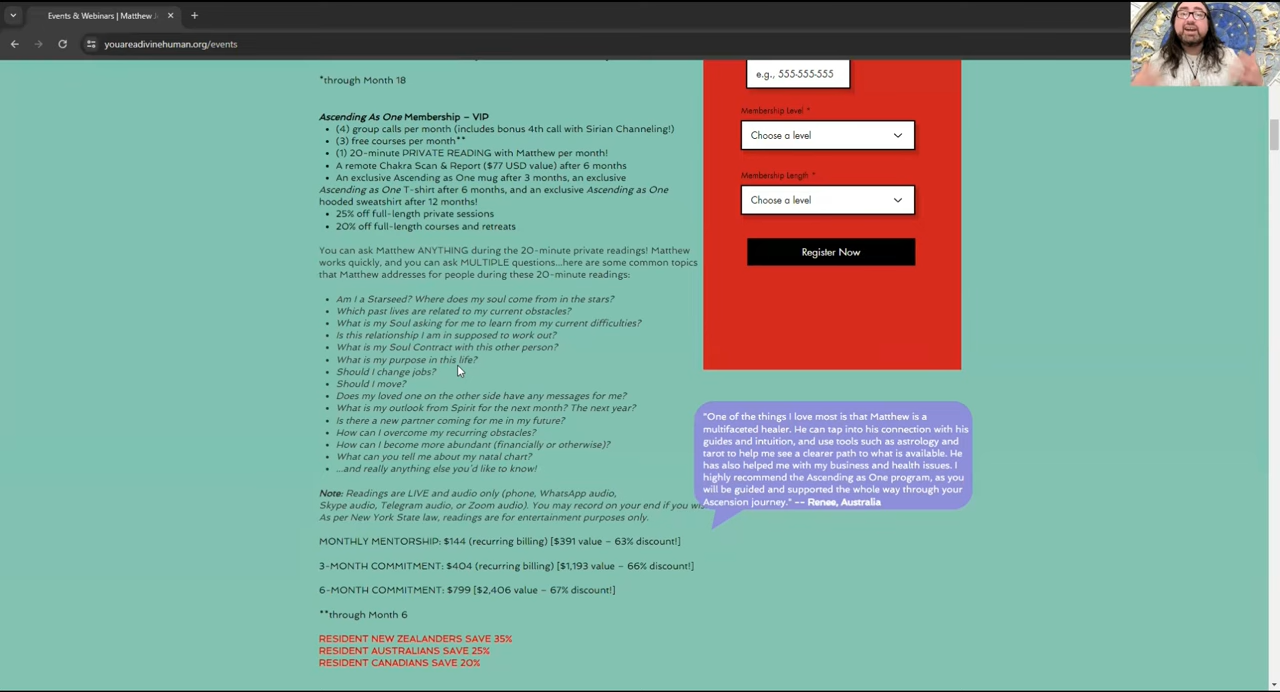 Events & Webinars | Matthew J
youareadivinehuman.org/events
*through Month 18
Ascending As One Membership – VIP
(4) group calls per month (includes bonus 4th call with Sirian Channeling!)
(3) free courses per month**
(1) 20-minute PRIVATE READING with Matthew per month!
A remote Chakra Scan & Report ($77 USD value) after 6 months
An exclusive Ascending as One mug after 3 months, an exclusive
Ascending as One T-shirt after 6 months, and an exclusive Ascending as One
hooded sweatshirt after 12 months!
25% off full-length private sessions
20% off full-length courses and retreats
You can ask Matthew ANYTHING during the 20-minute private readings! Matthew
works quickly, and you can ask MULTIPLE questions...here are some common topics
that Matthew addresses for people during these 20-minute readings:
Am I a Starseed? Where does my soul come from in the stars?
Which past lives are related to my current obstacles?
What is my Soul asking for me to learn from my current difficulties?
Is this relationship I am in supposed to work out?
What is my Soul Contract with this other person?
What is my purpose in this life?
Should I change jobs?
Should I move?
Does my loved one on the other side have any messages for me?
What is my outlook from Spirit for the next month? The next year?
Is there a new partner coming for me in my future?
How can I overcome my recurring obstacles?
How can I become more abundant (financially or otherwise)?
What can you tell me about my natal chart?
...and really anything else you'd like to know!
Note: Readings are LIVE and audio only (phone, WhatsApp audio,
Skype audio, Telegram audio, or Zoom audio). You may record on your end if you
As per New York State law, readings are for entertainment purposes only.
MONTHLY MENTORSHIP: $144 (recurring billing) [$391 value – 63% discount!]
3-MONTH COMMITMENT: $404 (recurring billing) [$1,193 value – 66% discount!]
6-MONTH COMMITMENT: $799 [$2,406 value – 67% discount!]
**through Month 6
RESIDENT NEW ZEALANDERS SAVE 35%
RESIDENT AUSTRALIANS SAVE 25%
RESIDENT CANADIANS SAVE 20%
e.g., 555-555-555
Membership Level *
Choose a level
Membership Length *
Choose a level
Register Now
"One of the things I love most is that Matthew is a
multifaceted healer. He can tap into his connection with his
guides and intuition, and use tools such as astrology and
tarot to help me see a clearer path to what is available. He
has also helped me with my business and health issues. I
highly recommend the Ascending as One program, as you
will be guided and supported the whole way through your
Ascension journey." -- Renee, Australia